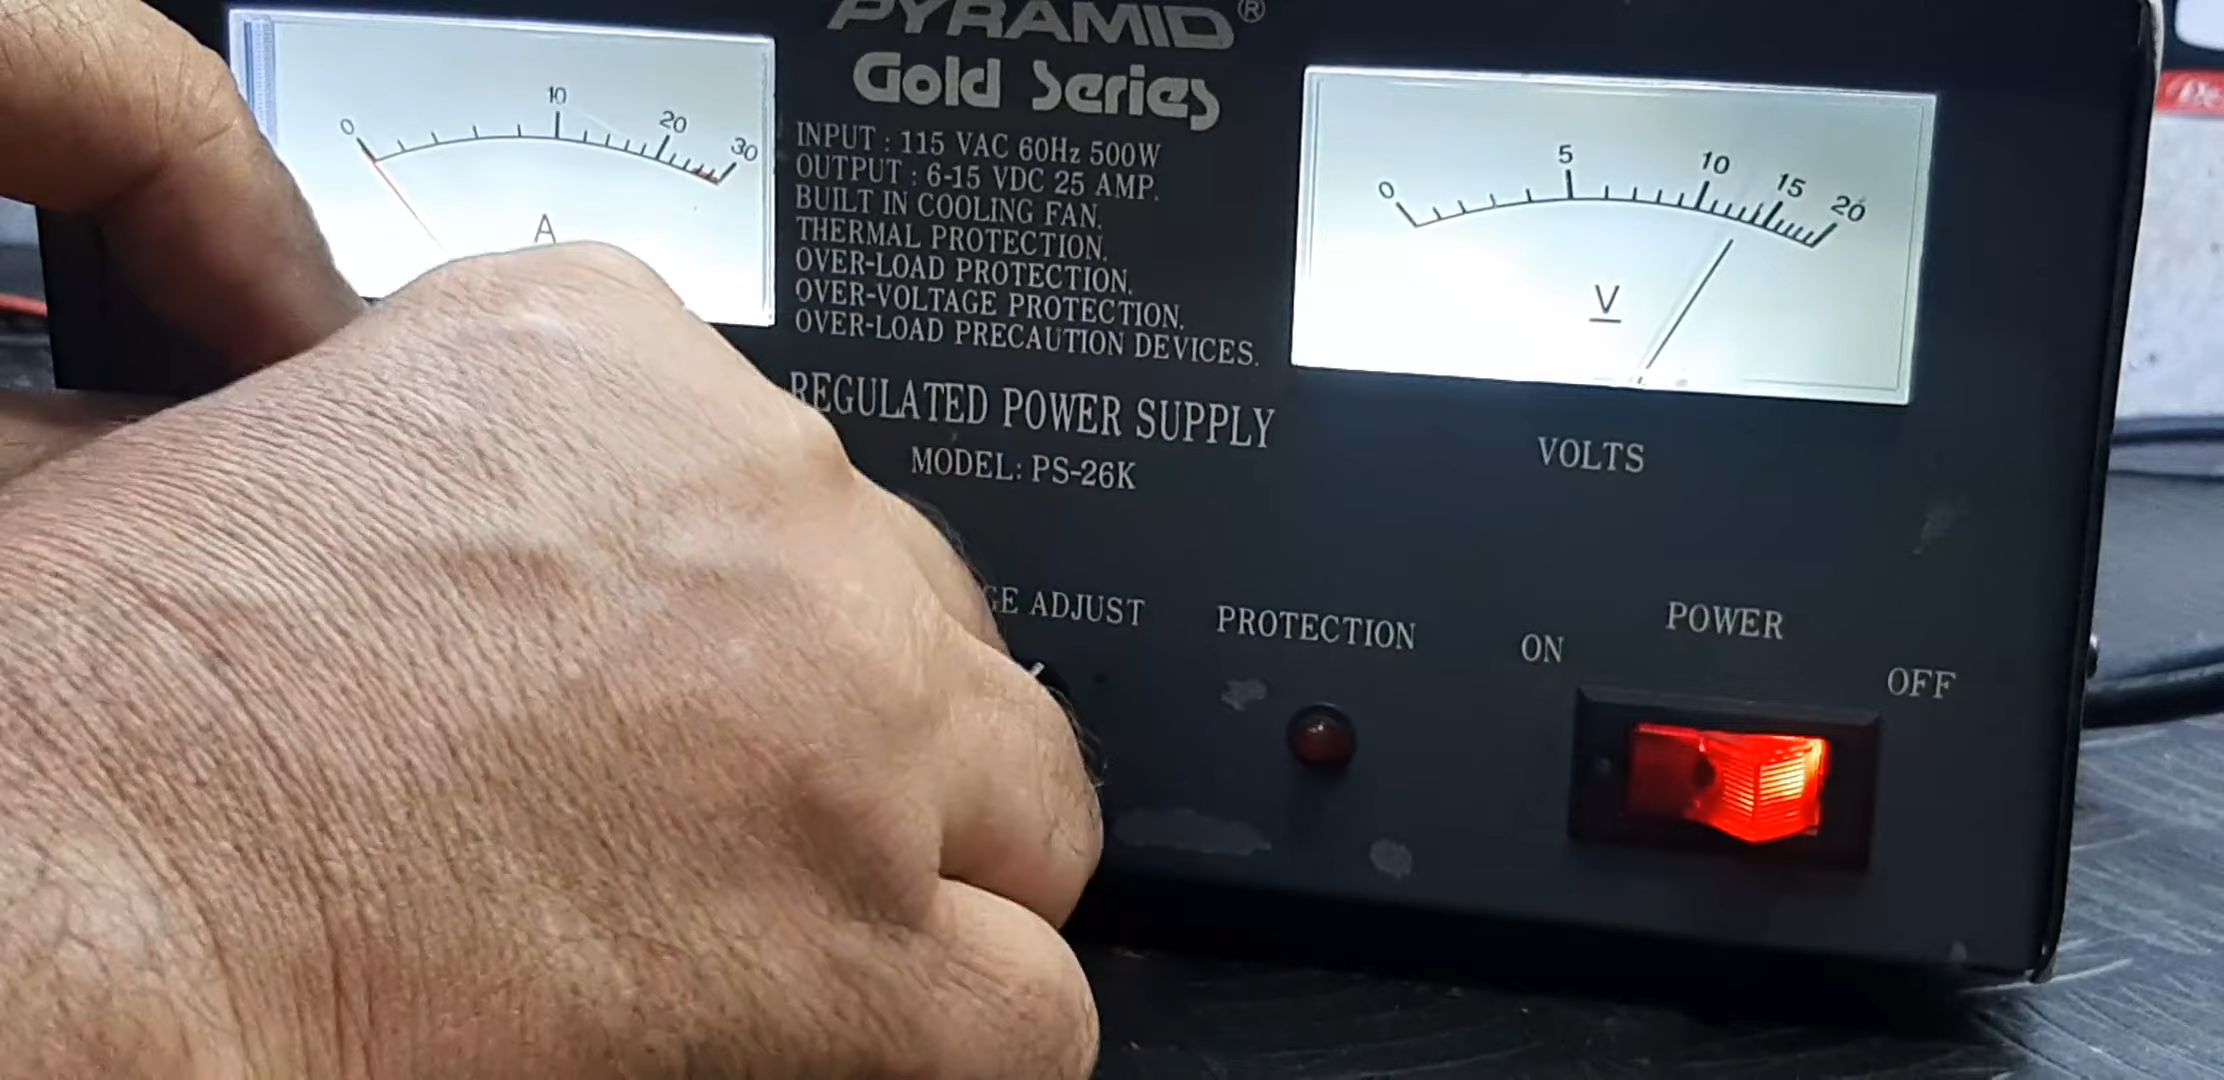 PYRAMID®
Gold Series
0 10 20 30
A
INPUT : 115 VAC 60Hz 500W
OUTPUT : 6-15 VDC 25 AMP.
BUILT IN COOLING FAN.
THERMAL PROTECTION.
OVER-LOAD PROTECTION.
OVER-VOLTAGE PROTECTION.
OVER-LOAD PRECAUTION DEVICES.
0 5 10 15 20
V
REGULATED POWER SUPPLY
MODEL: PS-26K
VOLTS
GE ADJUST
PROTECTION
POWER
ON
OFF